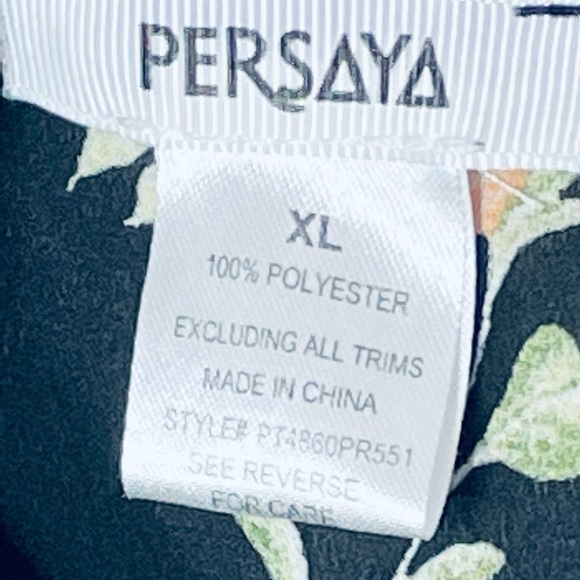 PERSAYA
XL
100% POLYESTER
EXCLUDING ALL TRIMS
MADE IN CHINA
STYLE# PT4860PR551
SEE REVERSE
FOR CARE